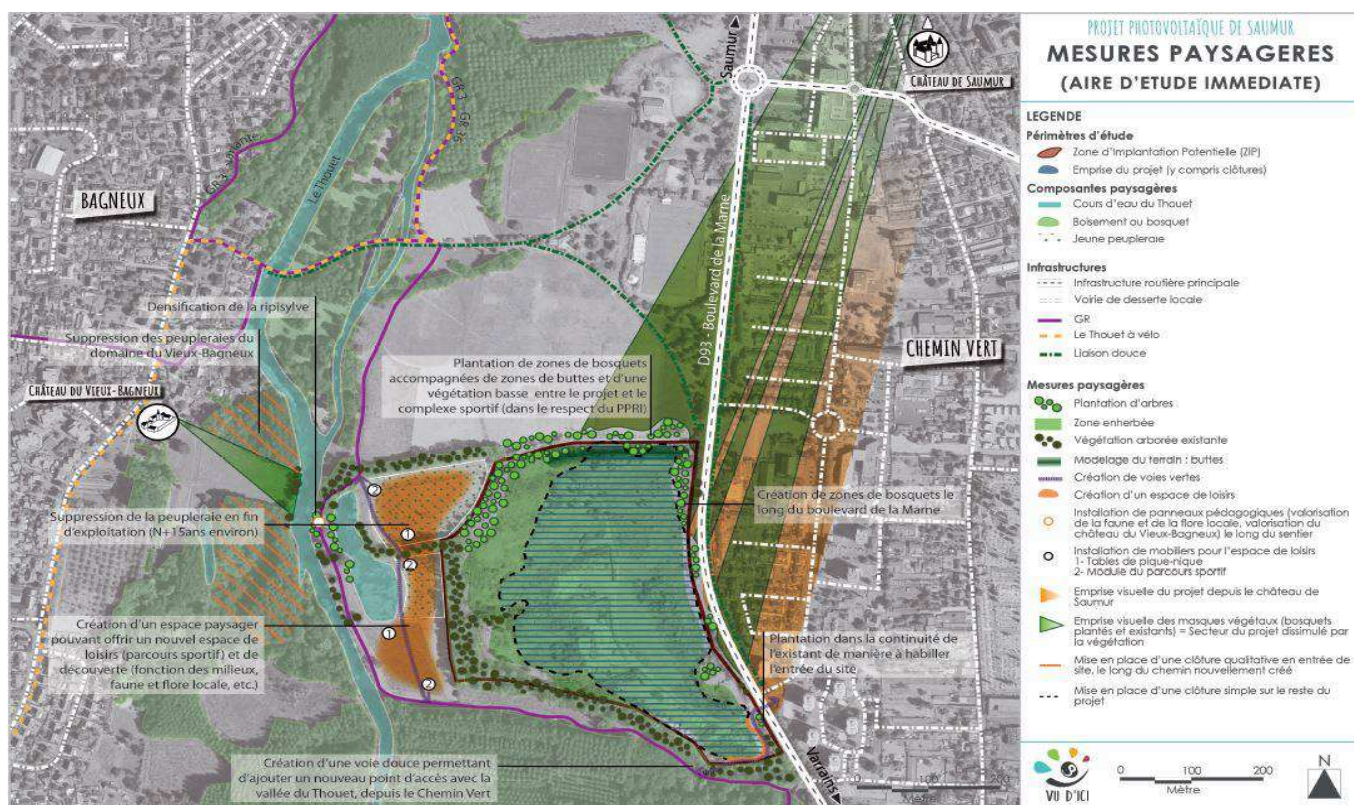 PROJET PHOTOVOLTAÏQUE DE SAUMUR
MESURES PAYSAGERES
(AIRE D'ETUDE IMMEDIATE)
LEGENDE
Périmètres d'étude
Zone d'Implantation Potentielle (ZIP)
Emprise du projet (y compris clôtures)
Composantes paysagères
Cours d'eau du Thouet
Boisement ou bosquet
Jeune peupleraie
Infrastructures
Infrastructure routière principale
Voirie de desserte locale
GR
Le Thouet à vélo
Liaison douce
Mesures paysagères
Plantation d'arbres
Zone enherbée
Végétation arborée existante
Modelage du terrain : buttes
Création de voies vertes
Création d'un espace de loisirs
Installation de panneaux pédagogiques (valorisation
de la faune et de la flore locale, valorisation du
château du Vieux-Bagneux) le long du sentier
Installation de mobiliers pour l'espace de loisirs
1- Tables de pique-nique
2- Module du parcours sportif
Emprise visuelle du projet depuis le château de
Saumur
Emprise visuelle des masques végétaux (bosquets
plantés et existants) = Secteur du projet dissimulé par
la végétation
Mise en place d'une clôture qualitative en entrée de
site, le long du chemin nouvellement créé
Mise en place d'une clôture simple sur le reste du
projet
VU D'ICI
0 100 200
Mètre
N
Saumur
CHÂTEAU DE SAUMUR
GR 3 - GR 36
Le Thouet
BAGNEUX
D93 Boulevard de la Marne
CHEMIN VERT
Densification de la ripisylve
Suppression des peupleraies du
domaine du Vieux-Bagneux
CHÂTEAU DU VIEUX-BAGNEUX
Plantation de zones de bosquets
accompagnées de zones de buttes et d'une
végétation basse entre le projet et le
complexe sportif (dans le respect du PPRI)
Création de zones de bosquets le
long du boulevard de la Marne
Suppression de la peupleraie en fin
d'exploitation (N+15ans environ)
2
1
2
1
2
Création d'un espace paysager
pouvant offrir un nouvel espace de
loisirs (parcours sportif) et de
découverte (fonction des milieux,
faune et flore locale, etc.)
Plantation dans la continuité de
l'existant de manière à habiller
l'entrée du site
Création d'une voie douce permettant
d'ajouter un nouveau point d'accès avec la
vallée du Thouet, depuis le Chemin Vert
Varrains
0 100 200
Mètre